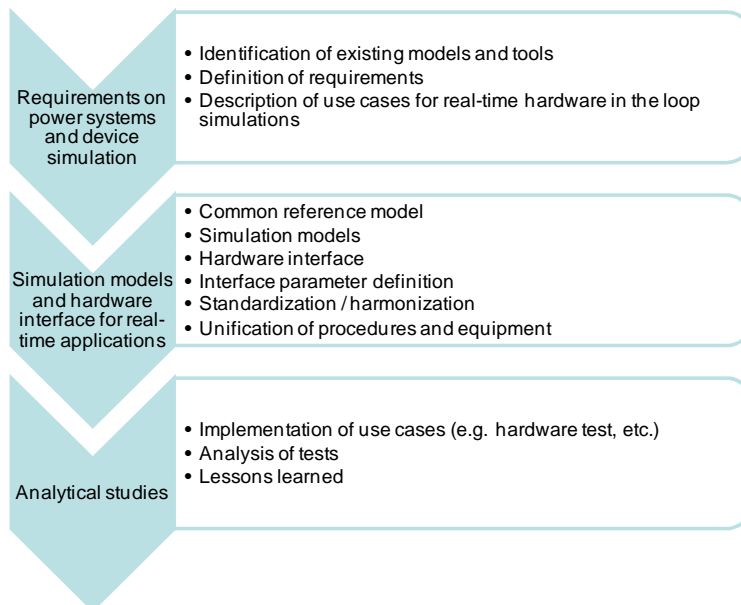 Requirements on
power systems
and device
simulation
• Identification of existing models and tools
• Definition of requirements
• Description of use cases for real-time hardware in the loop
simulations
Simulation models
and hardware
interface for real-
time applications
• Common reference model
• Simulation models
• Hardware interface
• Interface parameter definition
• Standardization / harmonization
• Unification of procedures and equipment
Analytical studies
• Implementation of use cases (e.g. hardware test, etc.)
• Analysis of tests
• Lessons learned